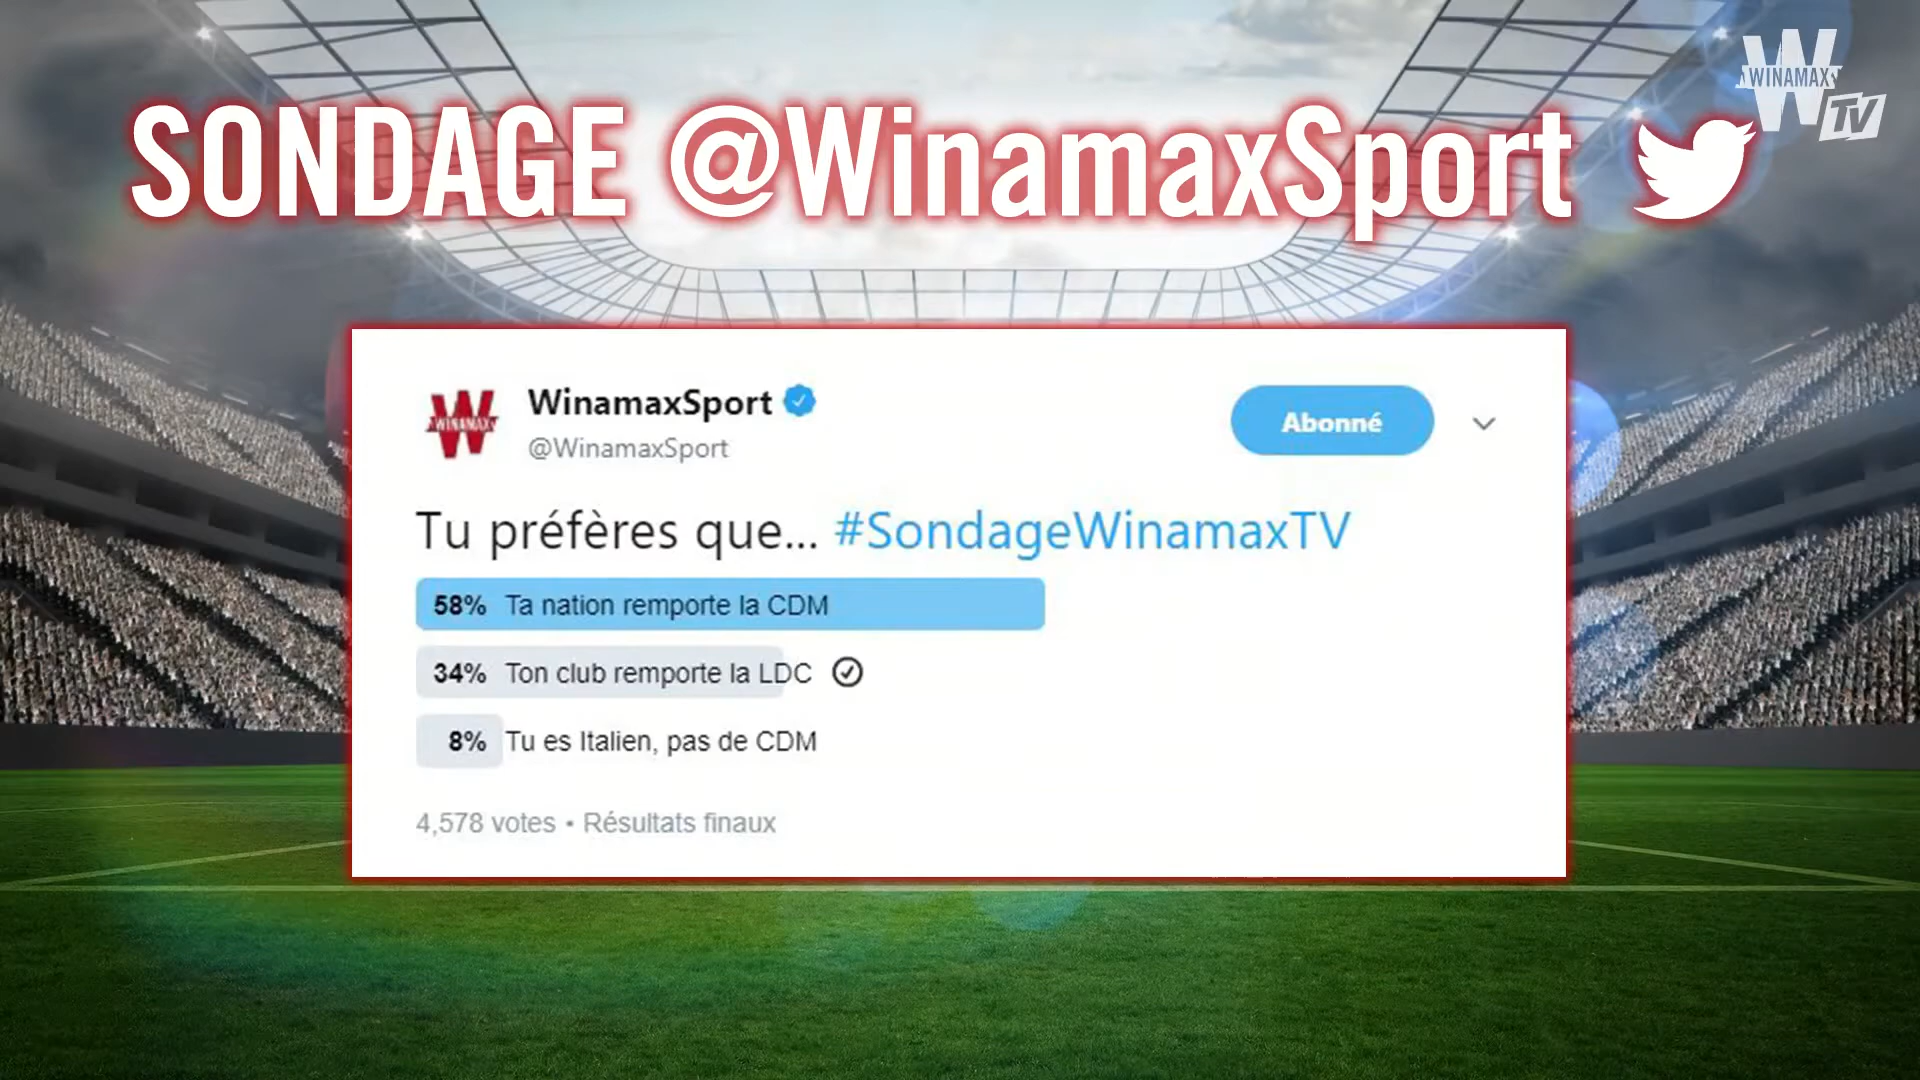 WINAMAX
TV
SONDAGE @WinamaxSport
WINAMAX
WinamaxSport
@WinamaxSport
Abonné
Tu préfères que... #SondageWinamaxTV
58% Ta nation remporte la CDM
34% Ton club remporte la LDC
8% Tu es Italien, pas de CDM
4,578 votes • Résultats finaux